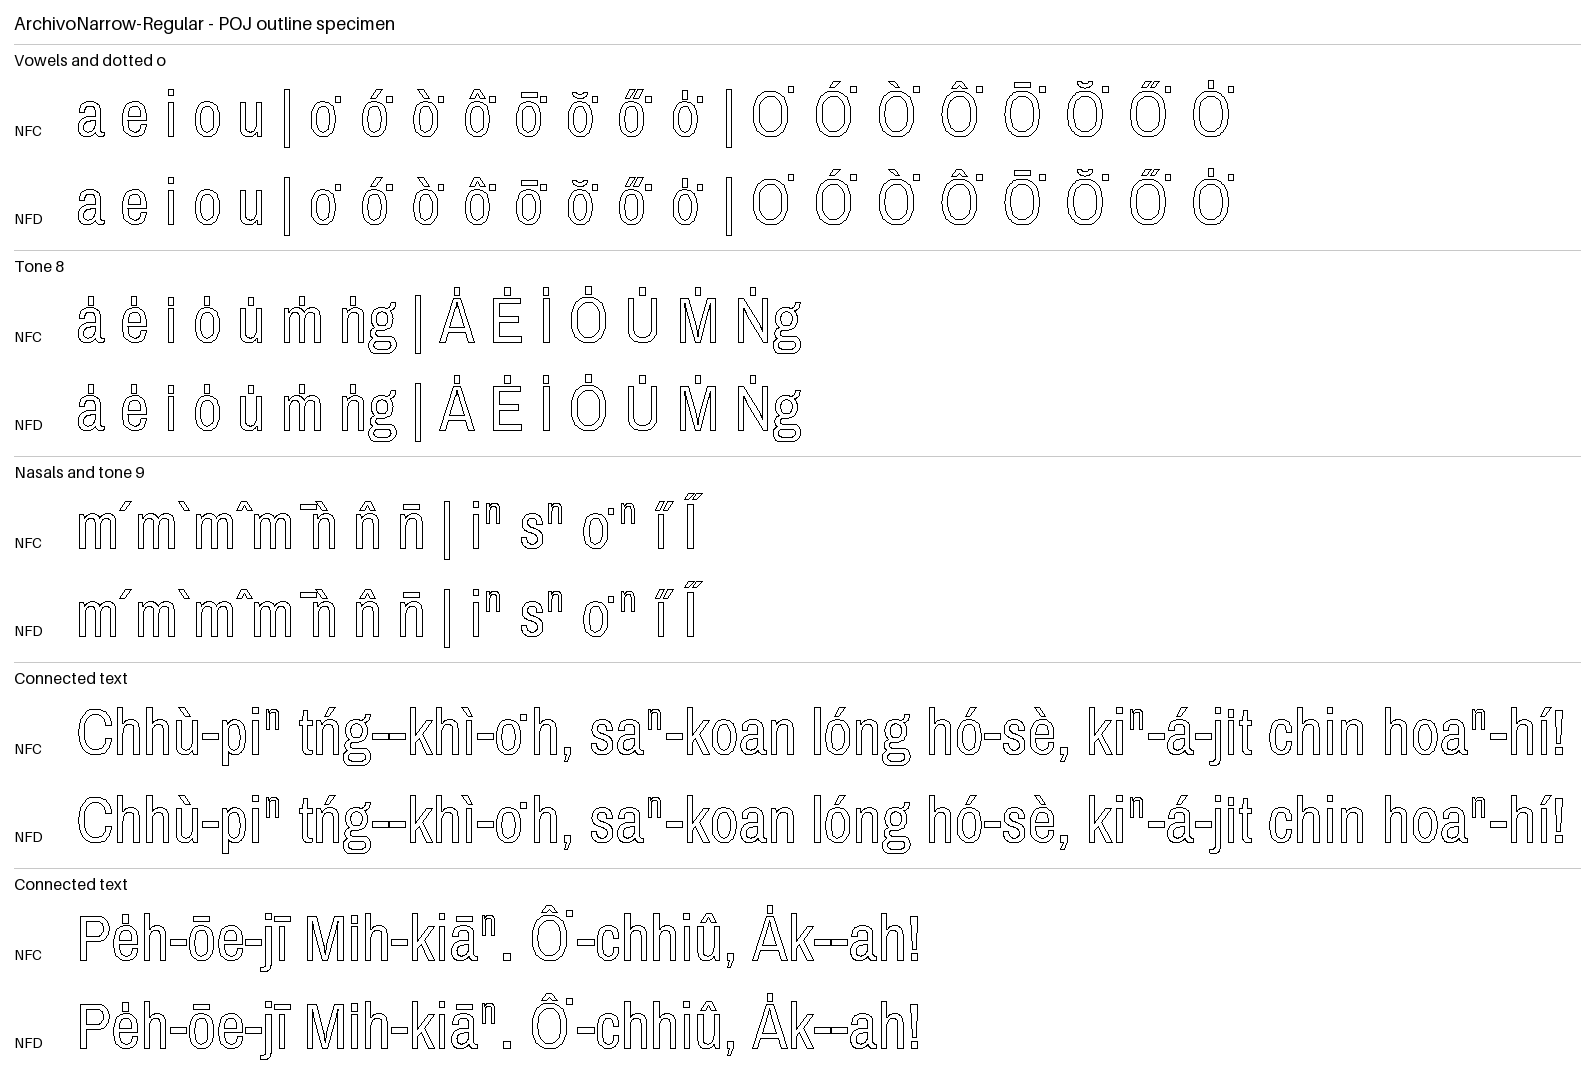 ArchivoNarrow-Regular - POJ outline specimen
Vowels and dotted o
NFC a e i o u | o͘ ó͘ ò͘ ô͘ ō͘ ŏ͘ ő͘ o̍͘ | O͘ Ó͘ Ò͘ Ô͘ Ō͘ Ŏ͘ Ő͘ O̍͘
NFD a e i o u | o͘ ó͘ ò͘ ô͘ ō͘ ŏ͘ ő͘ o̍͘ | O͘ Ó͘ Ò͘ Ô͘ Ō͘ Ŏ͘ Ő͘ O̍͘
Tone 8
NFC a̍ e̍ i̍ o̍ u̍ m̍ n̍g | A̍ E̍ I̍ O̍ U̍ M̍ N̍g
NFD a̍ e̍ i̍ o̍ u̍ m̍ n̍g | A̍ E̍ I̍ O̍ U̍ M̍ N̍g
Nasals and tone 9
NFC ḿ m̀ m̂ m̄ ǹ n̂ n̄ | iⁿ sⁿ o͘ⁿ i̋ I̋
NFD ḿ m̀ m̂ m̄ ǹ n̂ n̄ | iⁿ sⁿ o͘ⁿ i̋ I̋
Connected text
NFC Chhù-piⁿ tńg--khì-o͘h, saⁿ-koan lóng hó-sè, kiⁿ-á-jit chin hoaⁿ-hí!
NFD Chhù-piⁿ tńg--khì-o͘h, saⁿ-koan lóng hó-sè, kiⁿ-á-jit chin hoaⁿ-hí!
Connected text
NFC Pe̍h-ōe-jī Mih-kiāⁿ. Ô͘-chhiû, A̍k--ah!
NFD Pe̍h-ōe-jī Mih-kiāⁿ. Ô͘-chhiû, A̍k--ah!